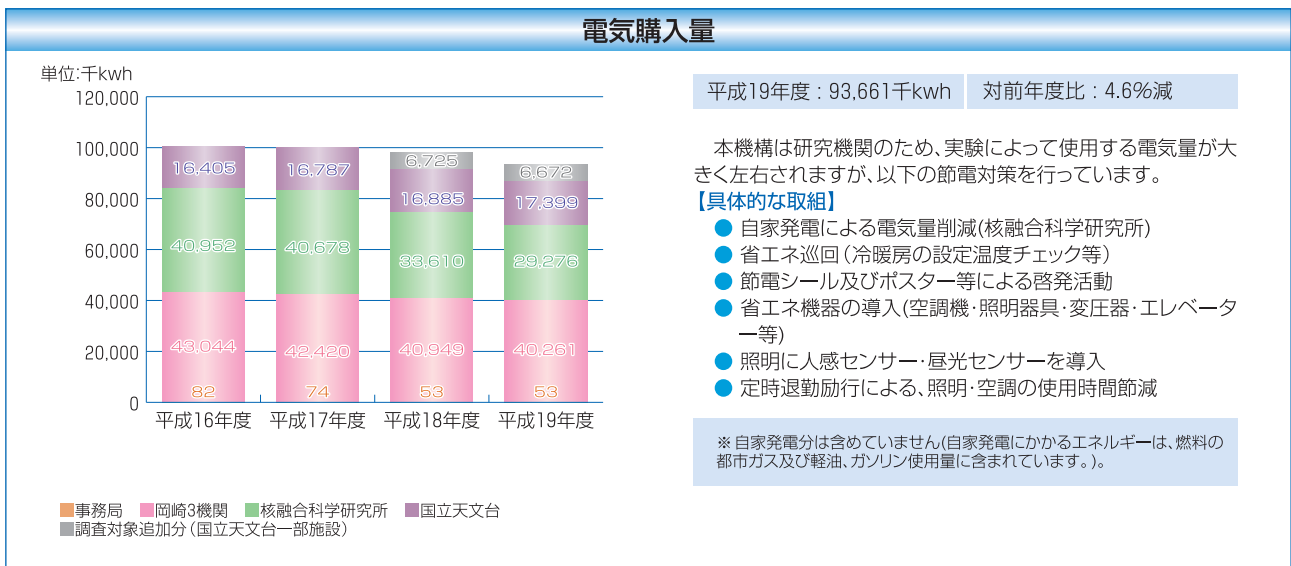 電気購入量
単位:千kwh
120,000
100,000
80,000
60,000
40,000
20,000
0
16,405
40,952
43,044
82
16,787
40,678
42,420
74
6,725
16,885
33,610
40,949
53
6,672
17,399
29,276
40,261
53
平成16年度 平成17年度 平成18年度 平成19年度
事務局 岡崎3機関 核融合科学研究所 国立天文台
調査対象追加分(国立天文台一部施設)
平成19年度:93,661千kwh 対前年度比:4.6%減
本機構は研究機関のため、実験によって使用する電気量が大
きく左右されますが、以下の節電対策を行っています。
【具体的な取組】
● 自家発電による電気量削減(核融合科学研究所)
● 省エネ巡回(冷暖房の設定温度チェック等)
● 節電シール及びポスター等による啓発活動
● 省エネ機器の導入(空調機・照明器具・変圧器・エレベータ
ー等)
● 照明に人感センサー・昼光センサーを導入
● 定時退勤励行による、照明・空調の使用時間節減
※自家発電分は含めていません(自家発電にかかるエネルギーは、燃料の
都市ガス及び軽油、ガソリン使用量に含まれています。)。